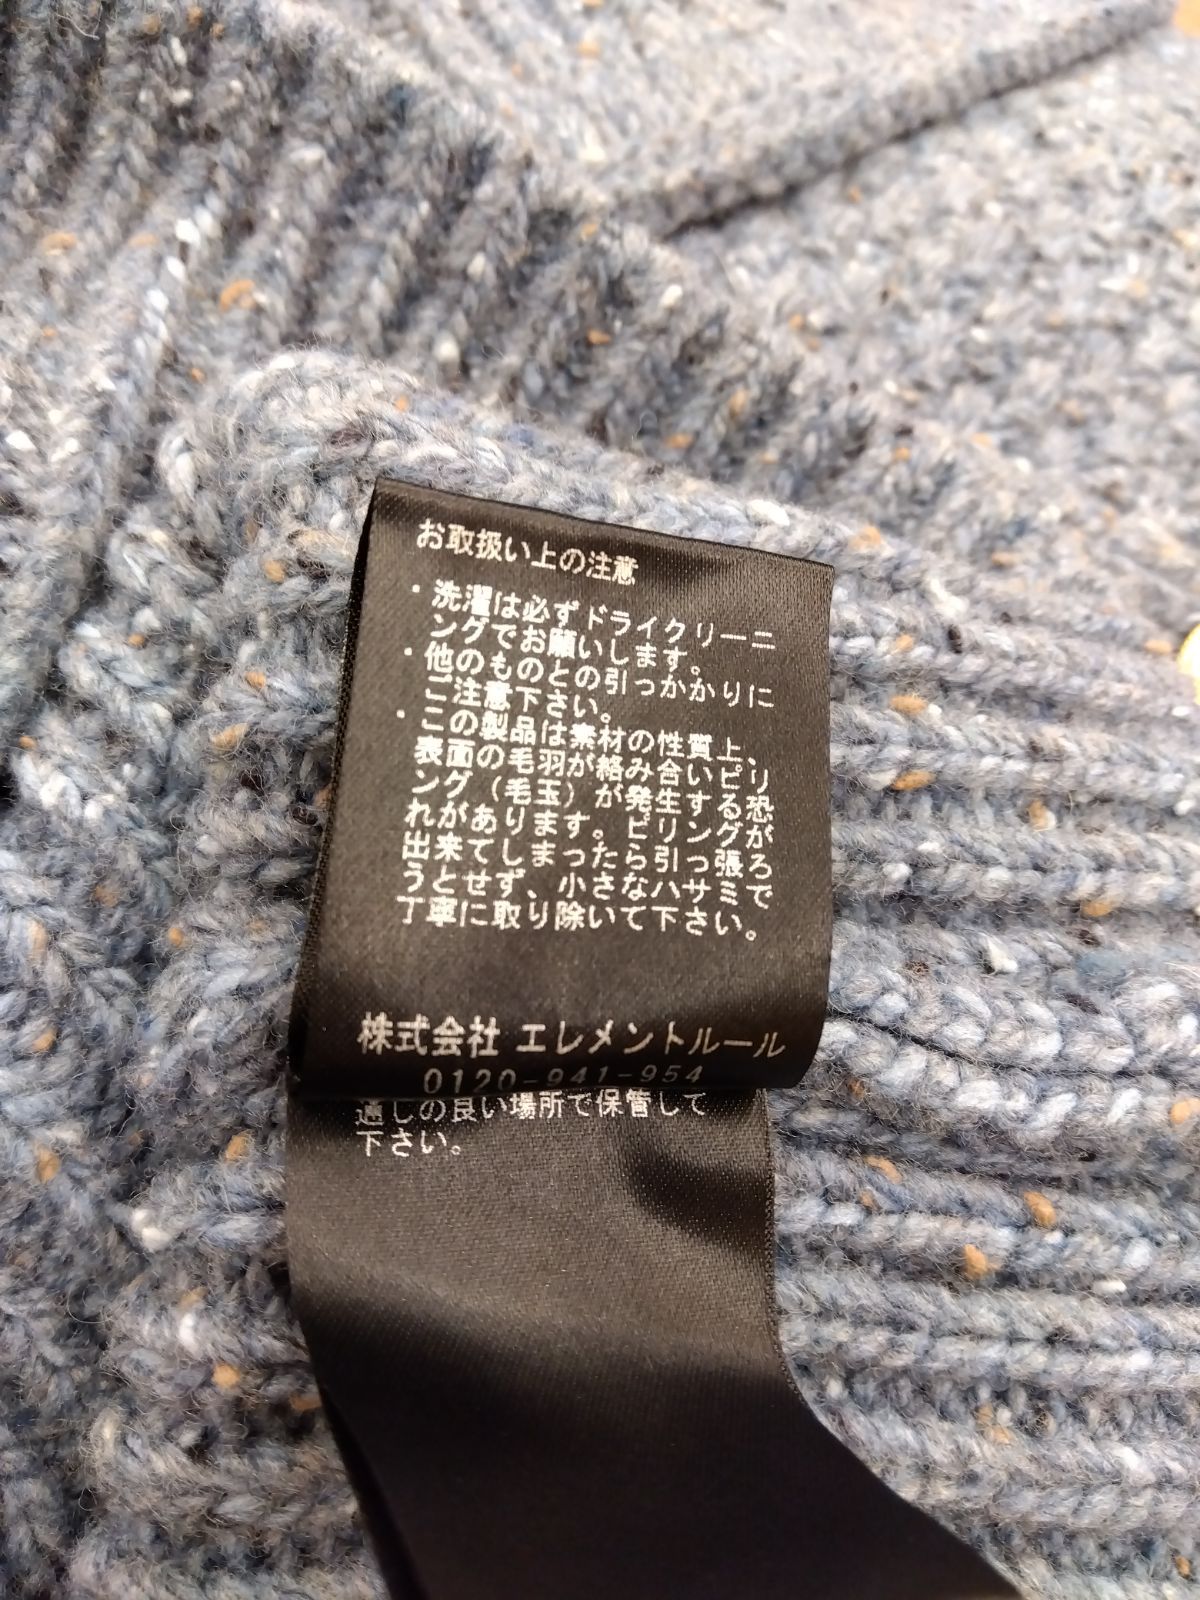 お取扱い上の注意
・洗濯は必ずドライクリーニ
ングでお願いします。
・他のものとの引っかかりに
ご注意下さい。
・この製品は素材の性質上、
表面の毛羽が絡み合いピリ
ング（毛玉）が発生する恐
れがあります。ピリングが
出来てしまったら引っ張ろ
うとせず、小さなハサミで
丁寧に取り除いて下さい。
株式会社 エレメントルール
0120-941-954
通しの良い場所で保管して
下さい。